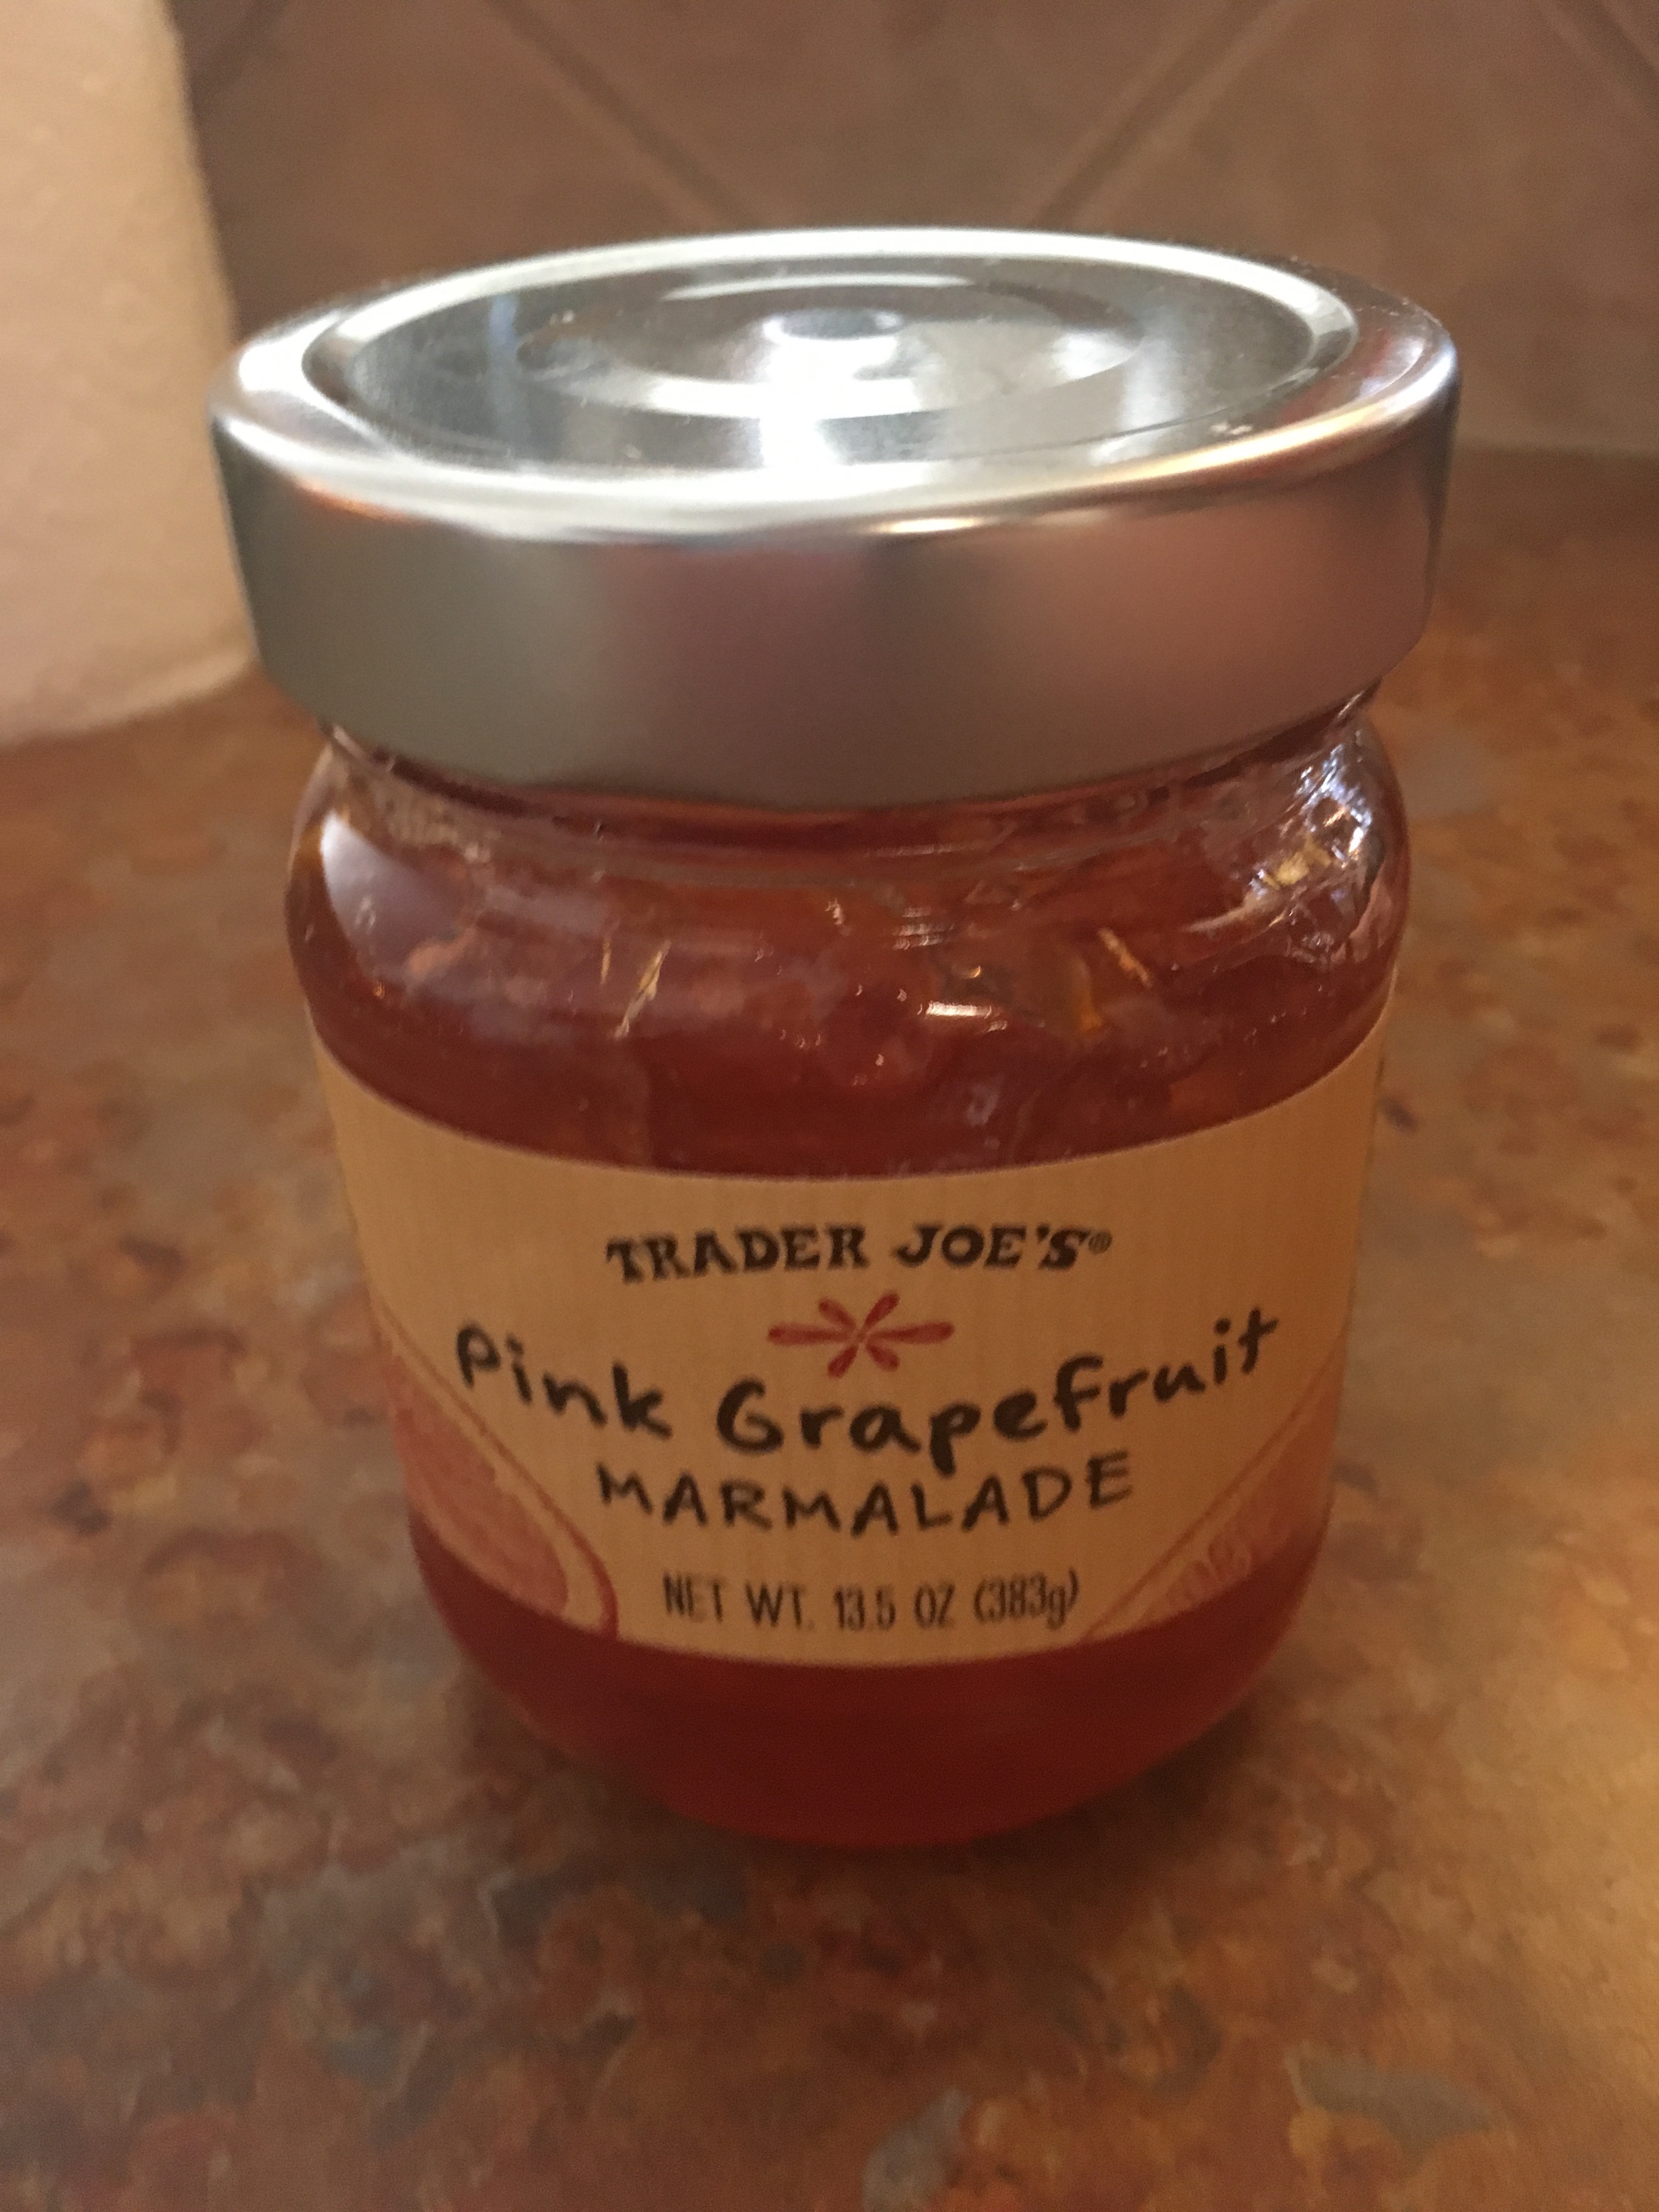 TRADER JOE'S®
Pink Grapefruit
MARMALADE
NET WT. 13.5 OZ (383g)